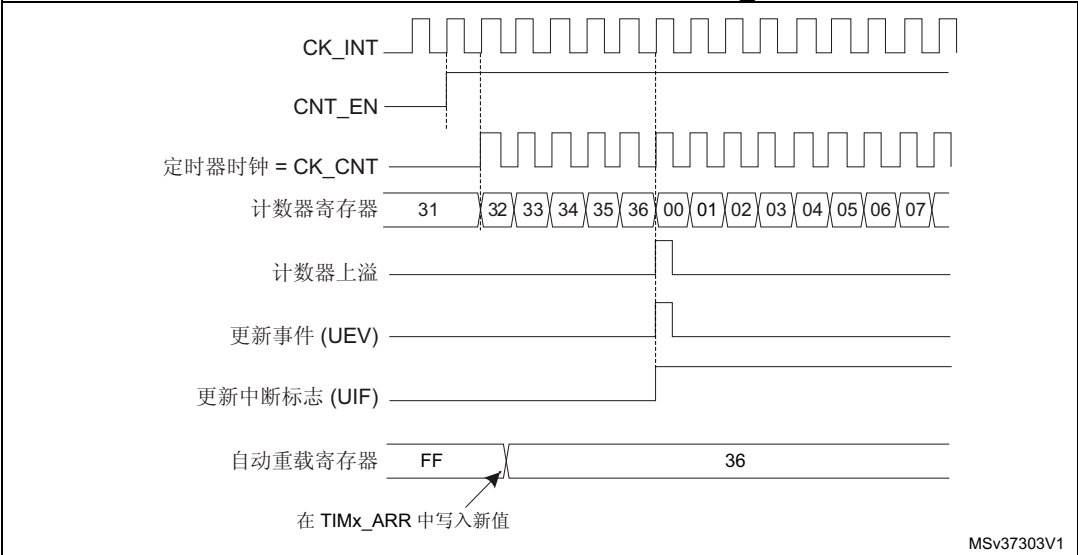 CK_INT
CNT_EN
定时器时钟 = CK_CNT
计数器寄存器 31 32 33 34 35 36 00 01 02 03 04 05 06 07
计数器上溢
更新事件 (UEV)
更新中断标志 (UIF)
自动重载寄存器 FF 36
在 TIMx_ARR 中写入新值
MSv37303V1